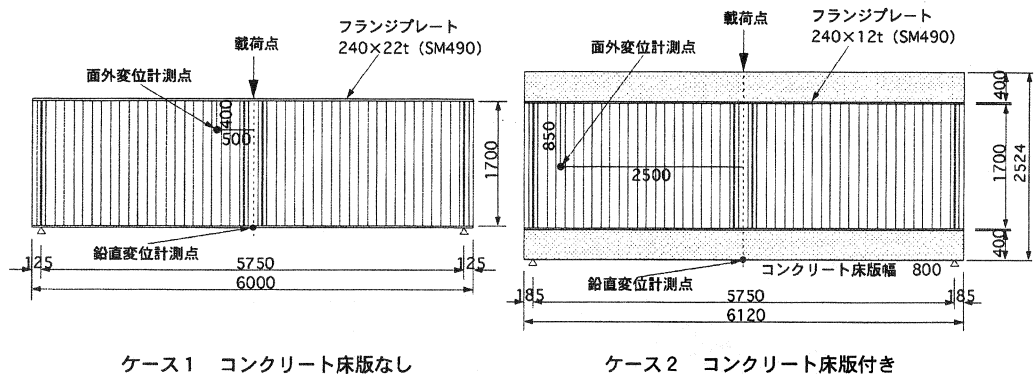 載荷点
フランジプレート
240×22t (SM490)
面外変位計測点
400
500
1700
鉛直変位計測点
125
5750
125
6000
ケース1 コンクリート床版なし
載荷点
フランジプレート
240×12t (SM490)
面外変位計測点
400
850
2500
1700
2524
400
コンクリート床版幅 800
鉛直変位計測点
185
5750
185
6120
ケース2 コンクリート床版付き